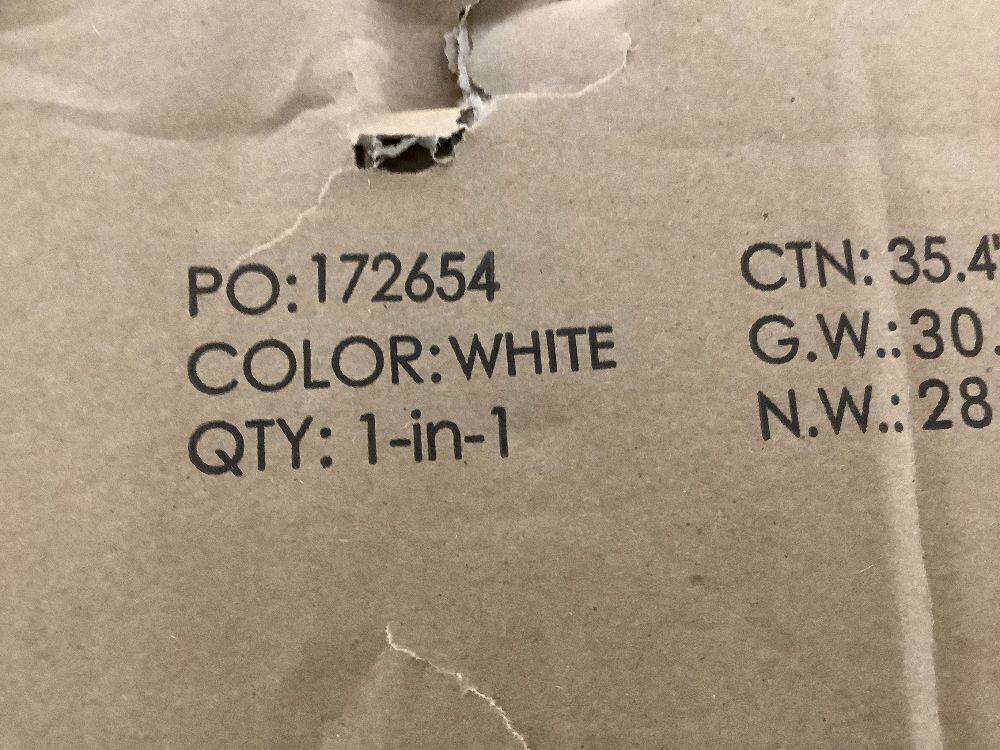 PO:172654
COLOR:WHITE
QTY: 1-in-1
CTN: 35.4"
G.W.:30.
N.W.: 28